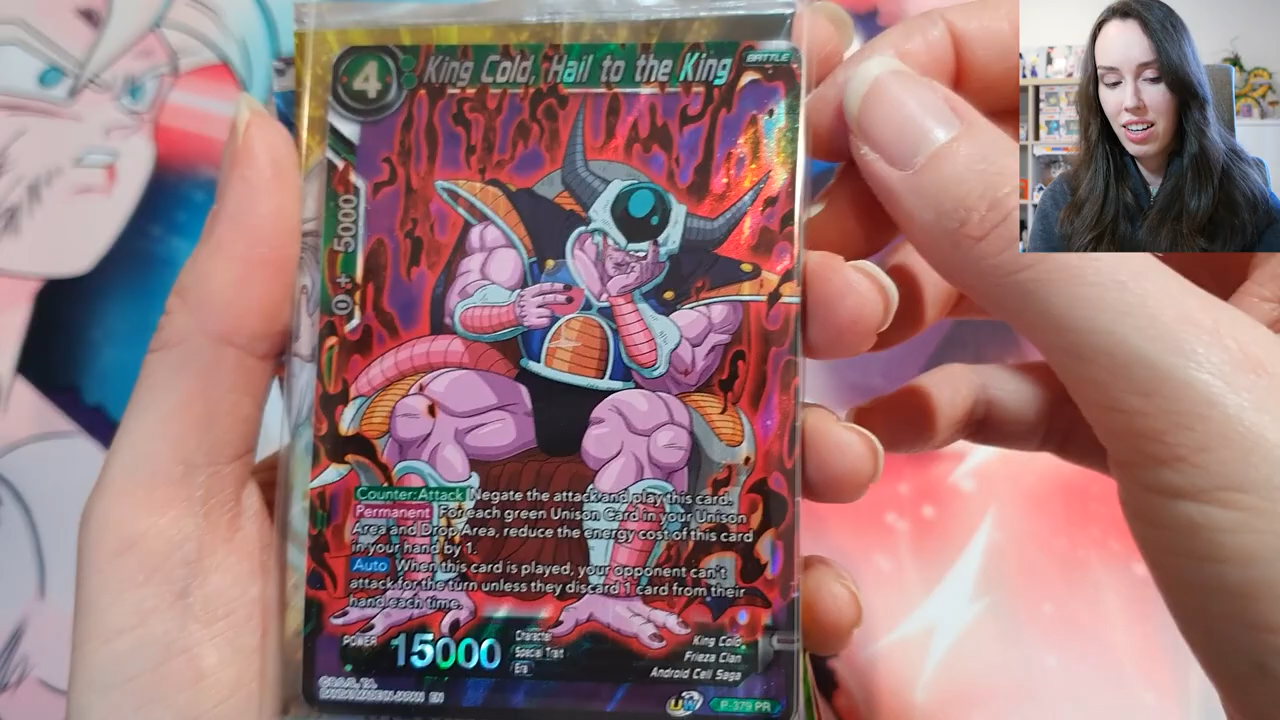 4
King Cold, Hail to the King
BATTLE
0 + 5000
Counter:Attack Negate the attack and play this card.
Permanent For each green Unison Card in your Unison
Area and Drop Area, reduce the energy cost of this card
in your hand by 1.
Auto When this card is played, your opponent can't
attack for the turn unless they discard 1 card from their
hand each time.
POWER
15000
Character
Special Trait
Era
King Cold
Frieza Clan
Android Cell Saga
UW
P-379 PR